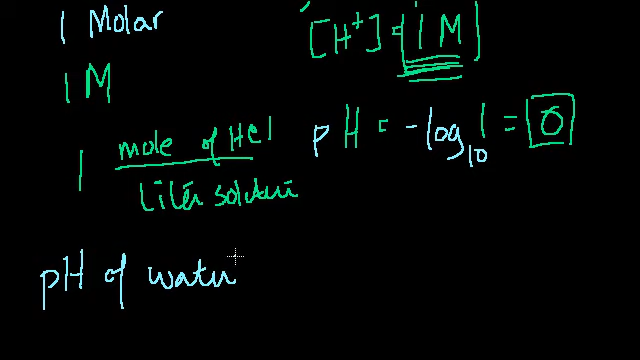 1 Molar
1 M
1 mole of HCl
Liter solution
[H+] = [1 M]
pH = -log10 1 = 0
pH of water